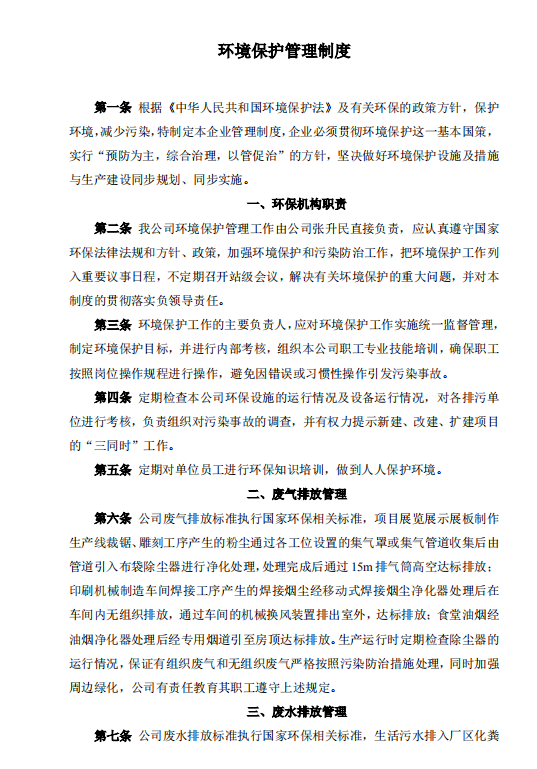 环境保护管理制度
第一条 根据《中华人民共和国环境保护法》及有关环保的政策方针，保护
环境,减少污染,特制定本企业管理制度,企业必须贯彻环境保护这一基本国策，
实行“预防为主，综合治理，以管促治”的方针，坚决做好环境保护设施及措施
与生产建设同步规划、同步实施。
一、环保机构职责
第二条 我公司环境保护管理工作由公司张升民直接负责，应认真遵守国家
环保法律法规和方针、政策，加强环境保护和污染防治工作，把环境保护工作列
入重要议事日程，不定期召开站级会议，解决有关环境保护的重大问题，并对本
制度的贯彻落实负领导责任。
第三条 环境保护工作的主要负责人,应对环境保护工作实施统一监督管理，
制定环境保护目标，并进行内部考核，组织本公司职工专业技能培训，确保职工
按照岗位操作规程进行操作，避免因错误或习惯性操作引发污染事故。
第四条 定期检查本公司环保设施的运行情况及设备运行情况，对各排污单
位进行考核，负责组织对污染事故的调查，并有权力提示新建、改建、扩建项目
的“三同时”工作。
第五条 定期对单位员工进行环保知识培训，做到人人保护环境。
二、废气排放管理
第六条 公司废气排放标准执行国家环保相关标准，项目展览展示展板制作
生产线裁锯、雕刻工序产生的粉尘通过各工位设置的集气罩或集气管道收集后由
管道引入布袋除尘器进行净化处理,处理完成后通过 15m 排气筒高空达标排放；
印刷机械制造车间焊接工序产生的焊接烟尘经移动式焊接烟尘净化器处理后在
车间内无组织排放，通过车间的机械换风装置排出室外，达标排放；食堂油烟经
油烟净化器处理后经专用烟道引至房顶达标排放。生产运行时定期检查除尘器的
运行情况，保证有组织废气和无组织废气严格按照污染防治措施处理，同时加强
周边绿化，公司有责任教育其职工遵守上述规定。
三、废水排放管理
第七条 公司废水排放标准执行国家环保相关标准，生活污水排入厂区化粪